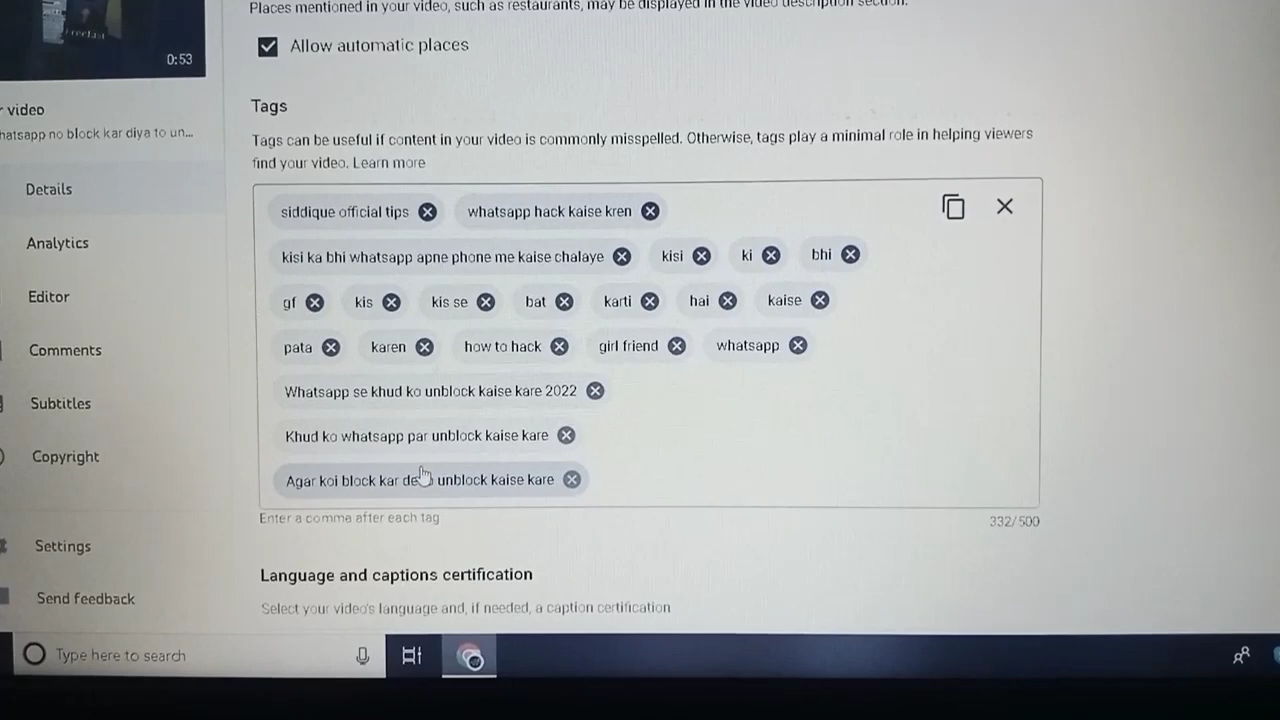 Places mentioned in your video, such as restaurants, may be displayed in the video description section.
Allow automatic places
0:53
video
Tags
hatsapp no block kar diya to un...
Tags can be useful if content in your video is commonly misspelled. Otherwise, tags play a minimal role in helping viewers
find your video. Learn more
Details
siddique official tips whatsapp hack kaise kren
Analytics
kisi ka bhi whatsapp apne phone me kaise chalaye kisi ki bhi
Editor
gf kis kis se bat karti hai kaise
Comments
pata karen how to hack girl friend whatsapp
Whatsapp se khud ko unblock kaise kare 2022
Subtitles
Khud ko whatsapp par unblock kaise kare
Copyright
Agar koi block kar de unblock kaise kare
Enter a comma after each tag
332/500
Settings
Language and captions certification
Send feedback
Select your video's language and, if needed, a caption certification
Type here to search